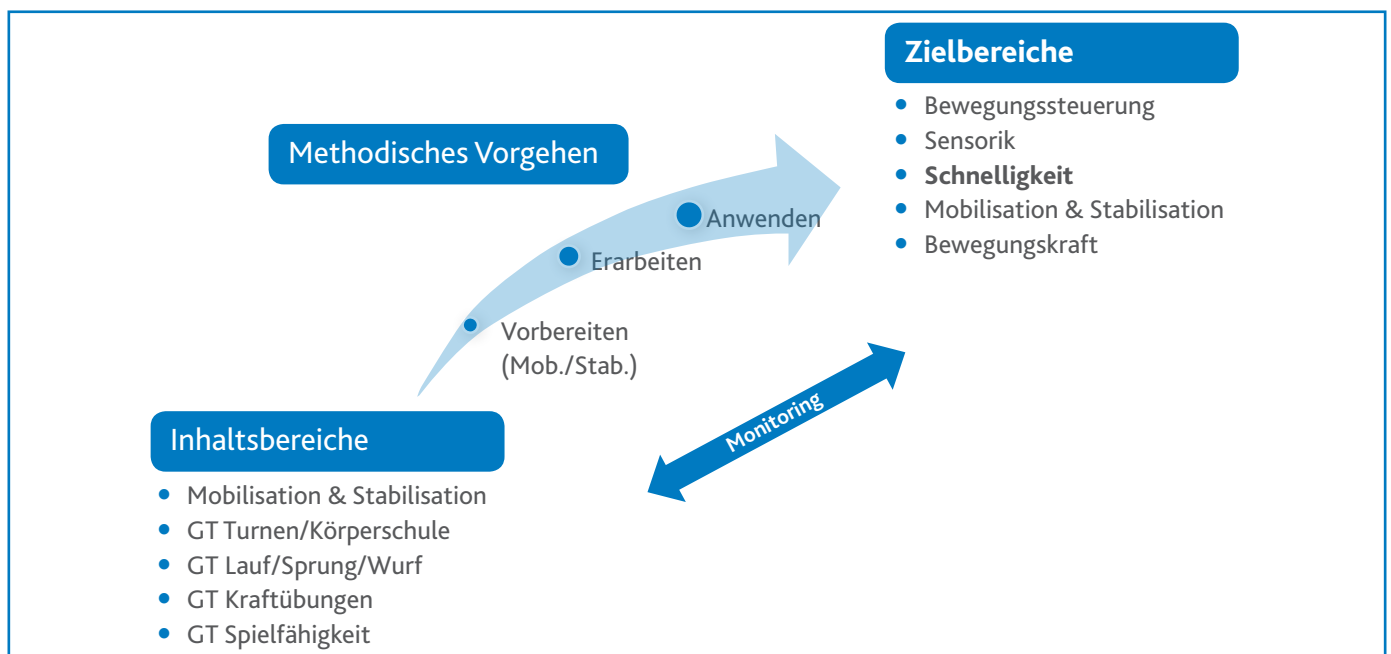 Zielbereiche
• Bewegungssteuerung
• Sensorik
• Schnelligkeit
• Mobilisation & Stabilisation
• Bewegungskraft
Methodisches Vorgehen
Anwenden
Erarbeiten
Vorbereiten
(Mob./Stab.)
Monitoring
Inhaltsbereiche
• Mobilisation & Stabilisation
• GT Turnen/Körperschule
• GT Lauf/Sprung/Wurf
• GT Kraftübungen
• GT Spielfähigkeit